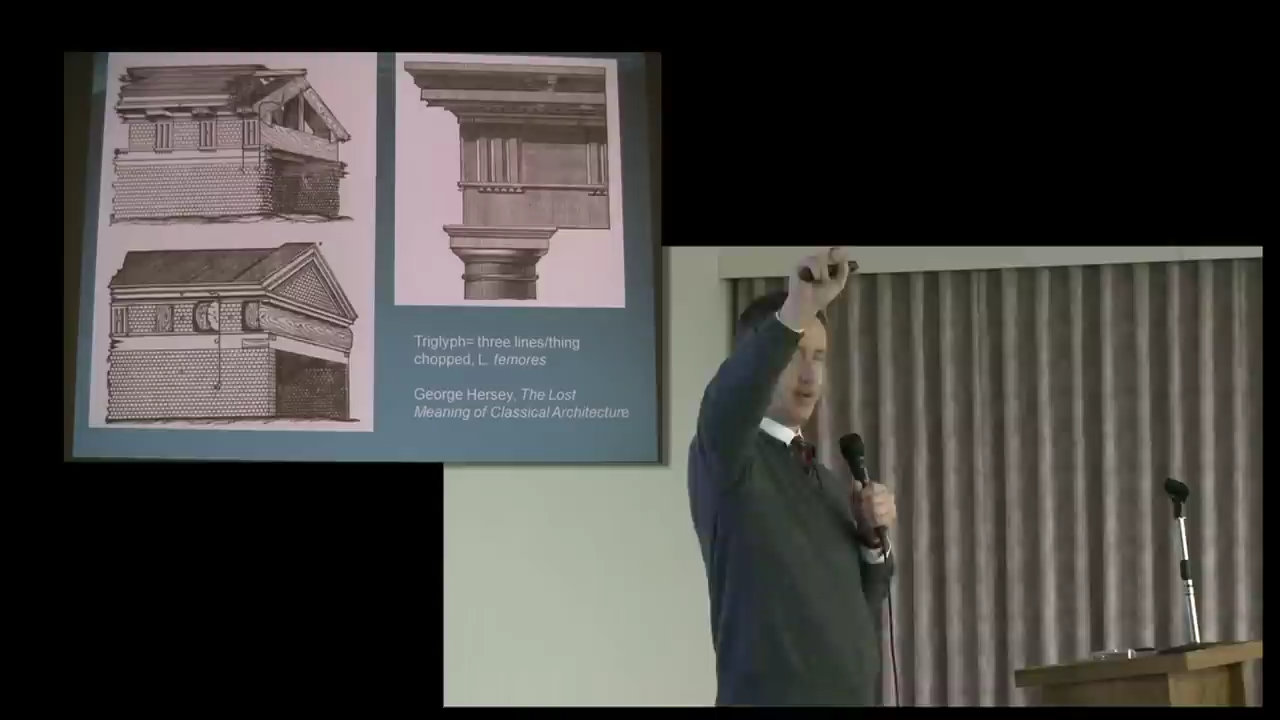 Triglyph= three lines/thing
chopped, L. femores
George Hersey, The Lost
Meaning of Classical Architecture